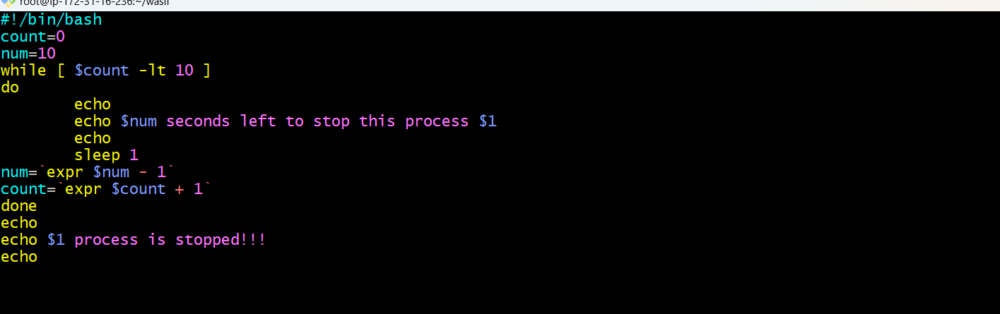 root@ip-172-31-16-236:~/wasif
#!/bin/bash
count=0
num=10
while [ $count -lt 10 ]
do
        echo
        echo $num seconds left to stop this process $1
        echo
        sleep 1
num=`expr $num - 1`
count=`expr $count + 1`
done
echo
echo $1 process is stopped!!!
echo